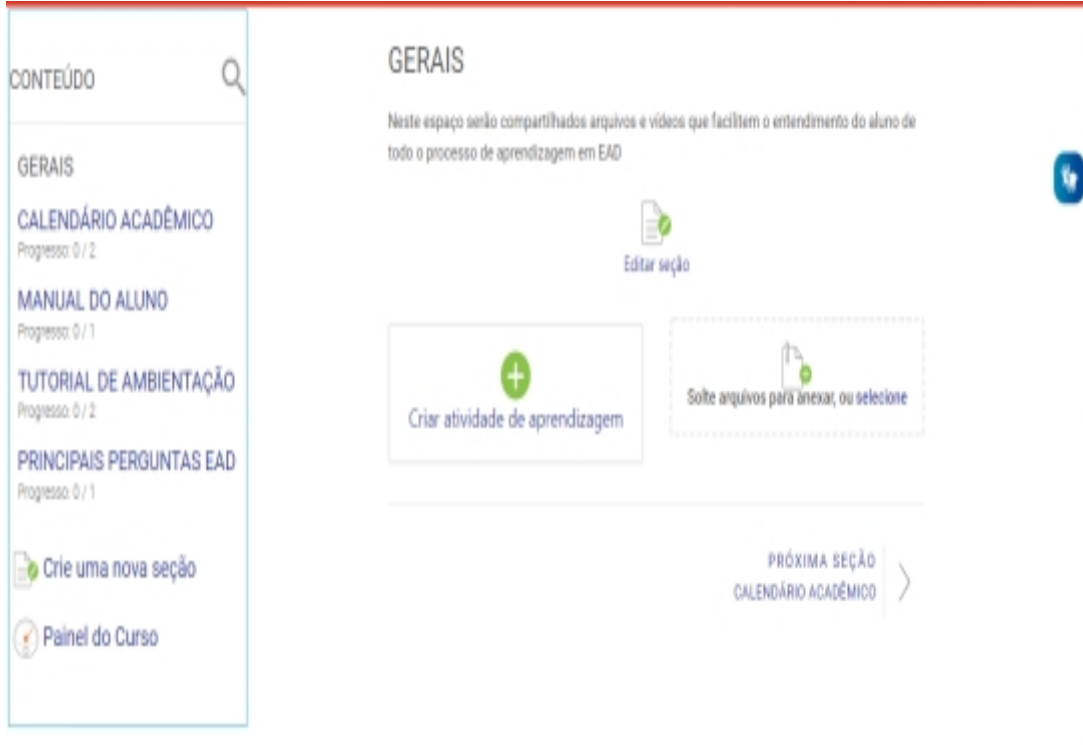 CONTEÚDO
GERAIS
CALENDÁRIO ACADÊMICO
Progresso: 0 / 2
MANUAL DO ALUNO
Progresso: 0 / 1
TUTORIAL DE AMBIENTAÇÃO
Progresso: 0 / 2
PRINCIPAIS PERGUNTAS EAD
Progresso: 0 / 1
Crie uma nova seção
Painel do Curso
GERAIS
Neste espaço serão compartilhados arquivos e vídeos que facilitem o entendimento do aluno de
todo o processo de aprendizagem em EAD
Editar seção
Criar atividade de aprendizagem
Solte arquivos para anexar, ou selecione
PRÓXIMA SEÇÃO
CALENDÁRIO ACADÊMICO